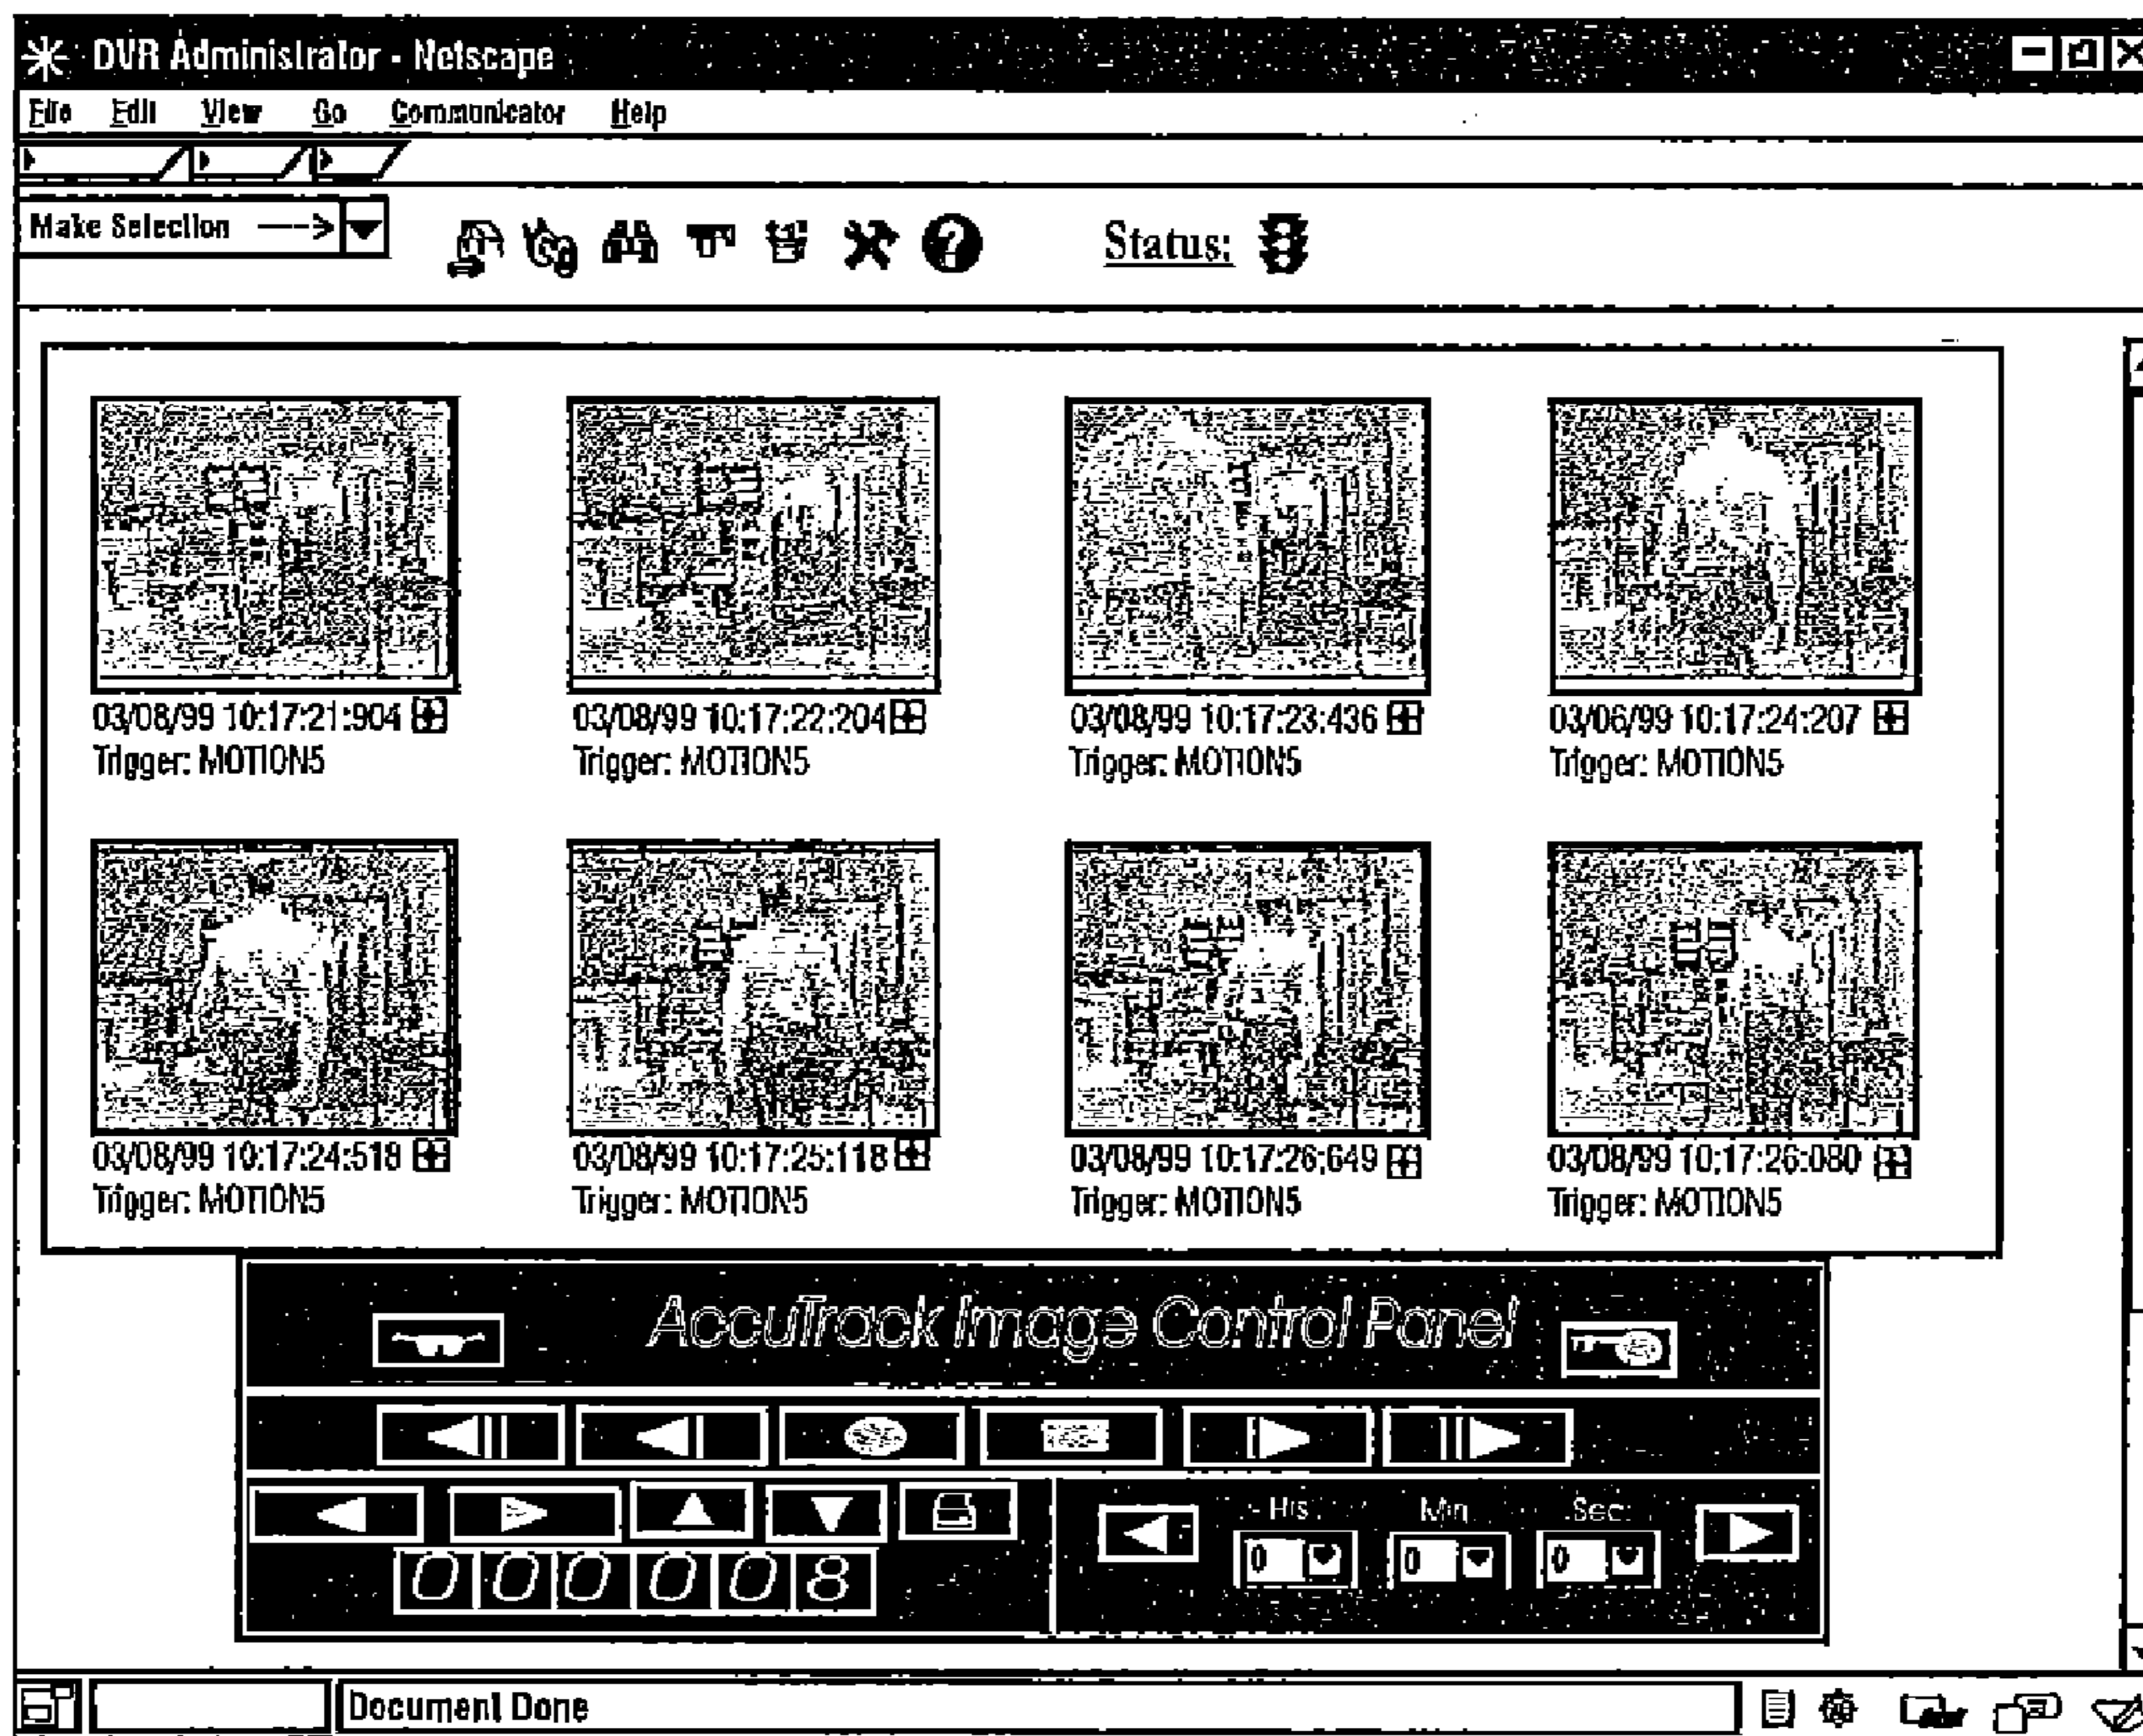 DVR Administrator - Netscape
File Edit View Go Communicator Help
Make Selection --->
Status:
03/08/99 10:17:21:904
03/08/99 10:17:22:204
03/08/99 10:17:23:436
03/06/99 10:17:24:207
Trigger: MOTION5
Trigger: MOTION5
Trigger: MOTION5
Trigger: MOTION5
03/08/99 10:17:24:518
03/08/99 10:17:25:118
03/08/99 10:17:26:649
03/08/99 10:17:26:080
Trigger: MOTION5
Trigger: MOTION5
Trigger: MOTION5
Trigger: MOTION5
AccuTrack Image Control Panel
Hrs Min Sec
0 0 0
000008
Document Done